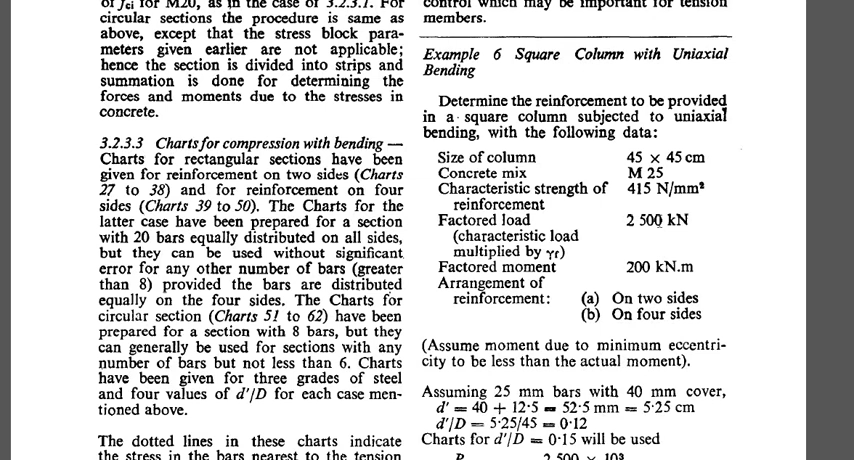 of fci for M20, as in the case of 3.2.3.1. For
circular sections the procedure is same as
above, except that the stress block para-
meters given earlier are not applicable;
hence the section is divided into strips and
summation is done for determining the
forces and moments due to the stresses in
concrete.
3.2.3.3 Charts for compression with bending —
Charts for rectangular sections have been
given for reinforcement on two sides (Charts
27 to 38) and for reinforcement on four
sides (Charts 39 to 50). The Charts for the
latter case have been prepared for a section
with 20 bars equally distributed on all sides,
but they can be used without significant
error for any other number of bars (greater
than 8) provided the bars are distributed
equally on the four sides. The Charts for
circular section (Charts 51 to 62) have been
prepared for a section with 8 bars, but they
can generally be used for sections with any
number of bars but not less than 6. Charts
have been given for three grades of steel
and four values of d'/D for each case men-
tioned above.
The dotted lines in these charts indicate
the stress in the bars nearest to the tension
control which may be important for tension
members.
Example 6 Square Column with Uniaxial
Bending
Determine the reinforcement to be provided
in a square column subjected to uniaxial
bending, with the following data:
Size of column 45 × 45 cm
Concrete mix M 25
Characteristic strength of 415 N/mm²
reinforcement
Factored load 2 500 kN
(characteristic load
multiplied by γf)
Factored moment 200 kN.m
Arrangement of
reinforcement: (a) On two sides
(b) On four sides
(Assume moment due to minimum eccentri-
city to be less than the actual moment).
Assuming 25 mm bars with 40 mm cover,
d' = 40 + 12·5 = 52·5 mm = 5·25 cm
d'/D = 5·25/45 = 0·12
Charts for d'/D = 0·15 will be used
P 2 500 × 10³